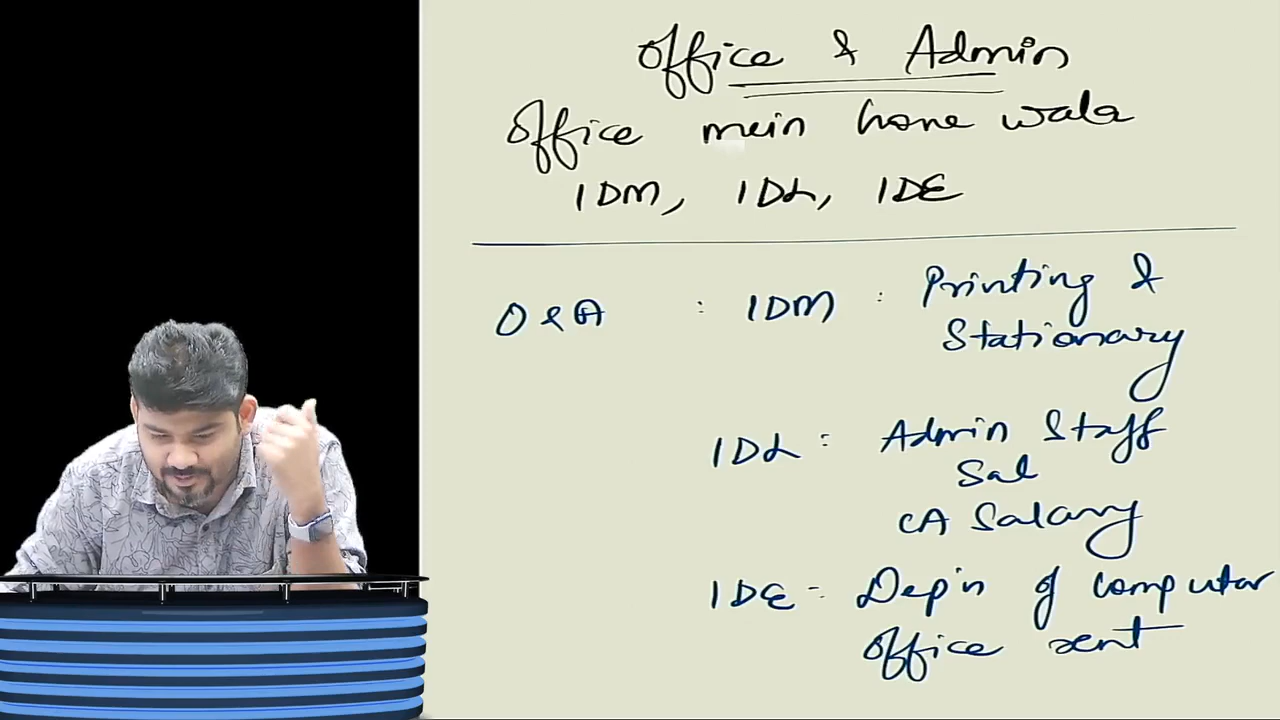 Office & Admin
Office mein hone wala
IDM, IDL, IDE
O & A : IDM : Printing &
Stationary
IDL : Admin Staff
Sal
CA Salary
IDE : Dep'n of computer
office rent